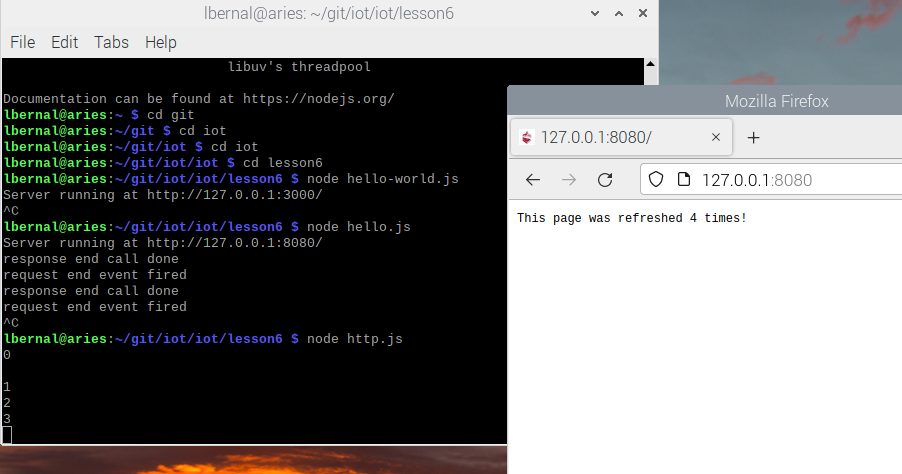 lbernal@aries: ~/git/iot/iot/lesson6
File Edit Tabs Help
libuv's threadpool
Documentation can be found at https://nodejs.org/
lbernal@aries:~ $ cd git
lbernal@aries:~/git $ cd iot
lbernal@aries:~/git/iot $ cd iot
lbernal@aries:~/git/iot/iot $ cd lesson6
lbernal@aries:~/git/iot/iot/lesson6 $ node hello-world.js
Server running at http://127.0.0.1:3000/
^C
lbernal@aries:~/git/iot/iot/lesson6 $ node hello.js
Server running at http://127.0.0.1:8080/
response end call done
request end event fired
response end call done
request end event fired
^C
lbernal@aries:~/git/iot/iot/lesson6 $ node http.js
0
1
2
3
Mozilla Firefox
127.0.0.1:8080/
127.0.0.1:8080
This page was refreshed 4 times!